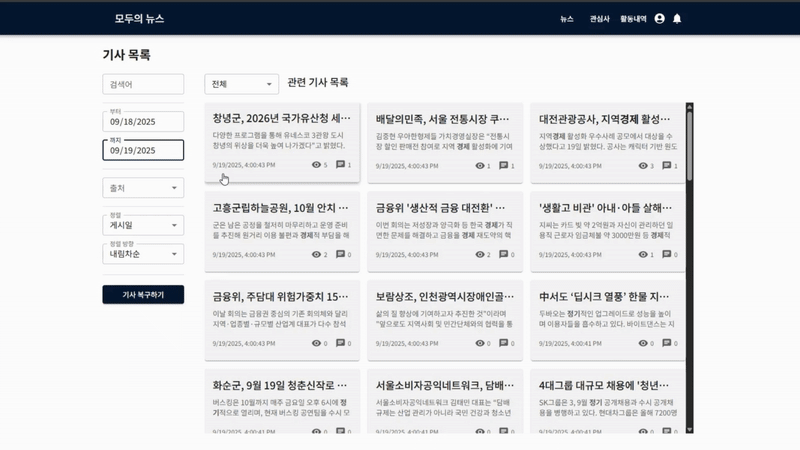 모두의 뉴스
뉴스 관심사 활동내역
기사 목록
검색어
부터
09/18/2025
까지
09/19/2025
출처
정렬
게시일
정렬 방향
내림차순
기사 복구하기
전체
관련 기사 목록
창녕군, 2026년 국가유산청 세…
다양한 프로그램을 통해 유네스코 3관왕 도시
창녕의 위상을 더욱 높여 나가겠다"고 밝혔다.
9/19/2025, 4:00:43 PM 5 1
배달의민족, 서울 전통시장 쿠…
김중현 우아한형제들 가치경영실장은 "전통시
장 할인 판매전 참여로 지역 경제 활성화에 기여
9/19/2025, 4:00:43 PM 1 1
대전관광공사, 지역경제 활성…
지역경제 활성화 우수사례 공모에서 대상을 수
상했다고 19일 밝혔다. 공사는 캐릭터 기반 원도
9/19/2025, 4:00:43 PM 3 1
고흥군립하늘공원, 10월 안치 …
군은 남은 공정을 철저히 마무리하고 운영 준비
를 추진해 원거리 이용 불편과 경제적 부담을 해
9/19/2025, 4:00:43 PM 2 0
금융위 '생산적 금융 대전환' …
이번 회의는 저성장과 양극화 등 한국 경제가 직
면한 문제를 해결하고 금융을 경제 재도약의 핵
9/19/2025, 4:00:43 PM 2 0
'생활고 비관' 아내·아들 살해…
지씨는 카드 빚 약 2억원과 자신이 관리하던 일
용직 근로자 임금체불 약 3000만원 등 경제적
9/19/2025, 4:00:43 PM 1 0
금융위, 주담대 위험가중치 15…
이날 회의는 금융권 중심의 기존 회의체와 달리
지역·업종별·규모별 산업계 대표가 다수 참석
9/19/2025, 4:00:43 PM 0 0
보람상조, 인천광역시장애인골…
삶의 질 향상에 기여하고자 추진한 것"이라며
"앞으로도 지역사회 및 민간단체와의 협력을 통
9/19/2025, 4:00:43 PM 0 0
中서도 '딥시크 열풍' 한물 지…
두바오는 정기적인 업그레이드로 성능을 높이
며 이용자들을 흡수하고 있다. 바이트댄스는 지
9/19/2025, 4:00:41 PM 0 0
화순군, 9월 19일 청춘신작로 …
버스킹은 10월까지 매주 금요일 오후 6시에 정
기적으로 열리며, 현재 버스킹 공연팀을 수시 모
9/19/2025, 4:00:41 PM 0 0
서울소비자공익네트워크, 담배…
서울소비자공익네트워크 김태민 대표는 "담배
규제는 산업 관리가 아니라 국민 건강과 청소년
9/19/2025, 4:00:41 PM 0 0
4대그룹 대규모 채용에 '청년…
SK그룹은 3, 9월 정기 공개채용과 수시 공개채
용을 병행하고 있다. 현대차그룹은 올해 7200명
9/19/2025, 4:00:41 PM 0 0